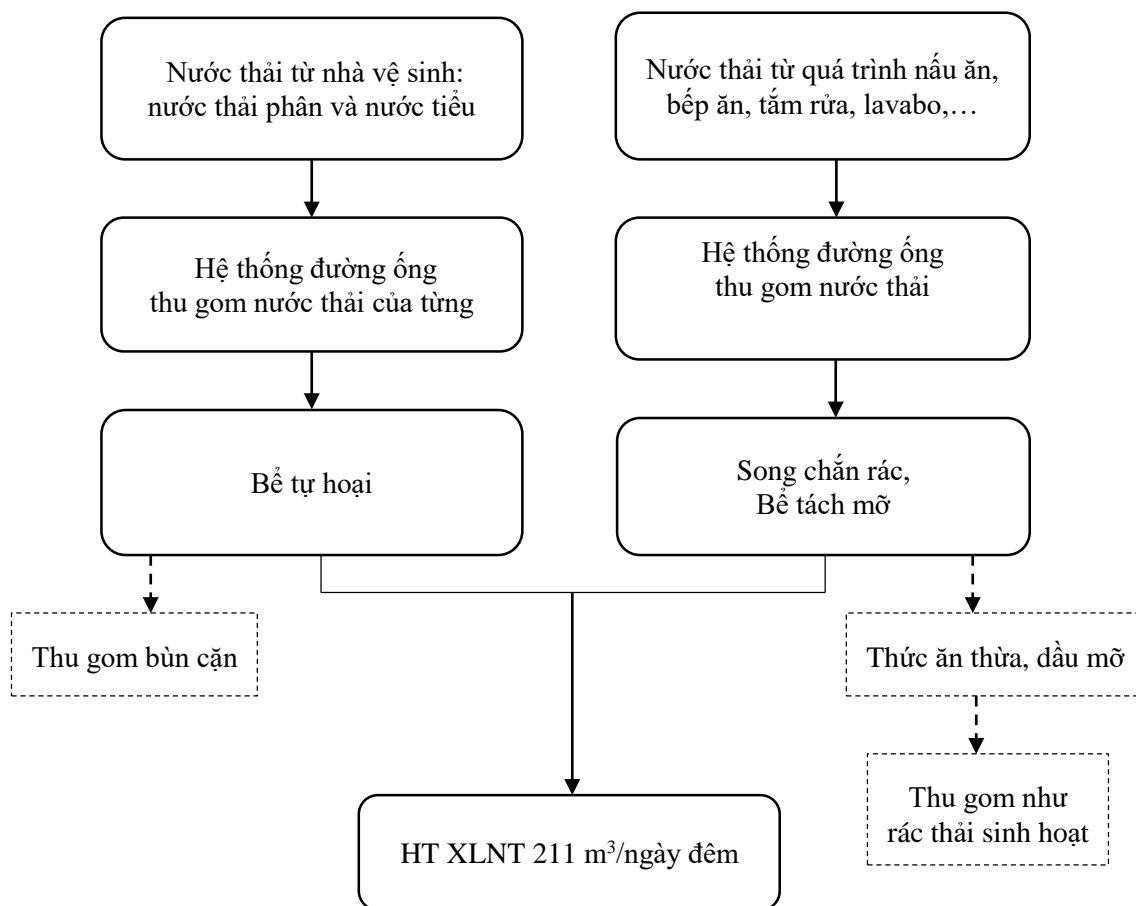 Nước thải từ nhà vệ sinh:
nước thải phân và nước tiểu
Nước thải từ quá trình nấu ăn,
bếp ăn, tắm rửa, lavabo,…
Hệ thống đường ống
thu gom nước thải của từng
Hệ thống đường ống
thu gom nước thải
Bể tự hoại
Song chắn rác,
Bể tách mỡ
Thu gom bùn cặn
Thức ăn thừa, dầu mỡ
Thu gom như
rác thải sinh hoạt
HT XLNT 211 m³/ngày đêm